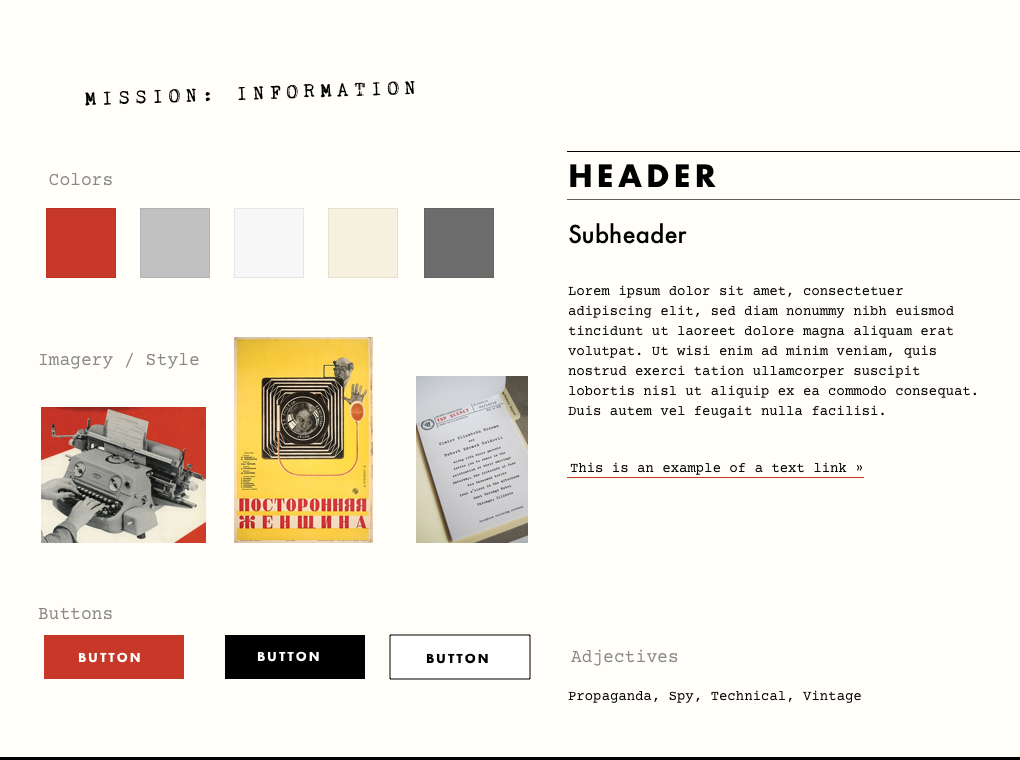 MISSION: INFORMATION
Colors
Imagery / Style
ПОСТОРОННЯЯ
ЖЕНЩИНА
TOP SECRET
Buttons
BUTTON
BUTTON
BUTTON
HEADER
Subheader
Lorem ipsum dolor sit amet, consectetuer
adipiscing elit, sed diam nonummy nibh euismod
tincidunt ut laoreet dolore magna aliquam erat
volutpat. Ut wisi enim ad minim veniam, quis
nostrud exerci tation ullamcorper suscipit
lobortis nisl ut aliquip ex ea commodo consequat.
Duis autem vel feugait nulla facilisi.
This is an example of a text link »
Adjectives
Propaganda, Spy, Technical, Vintage